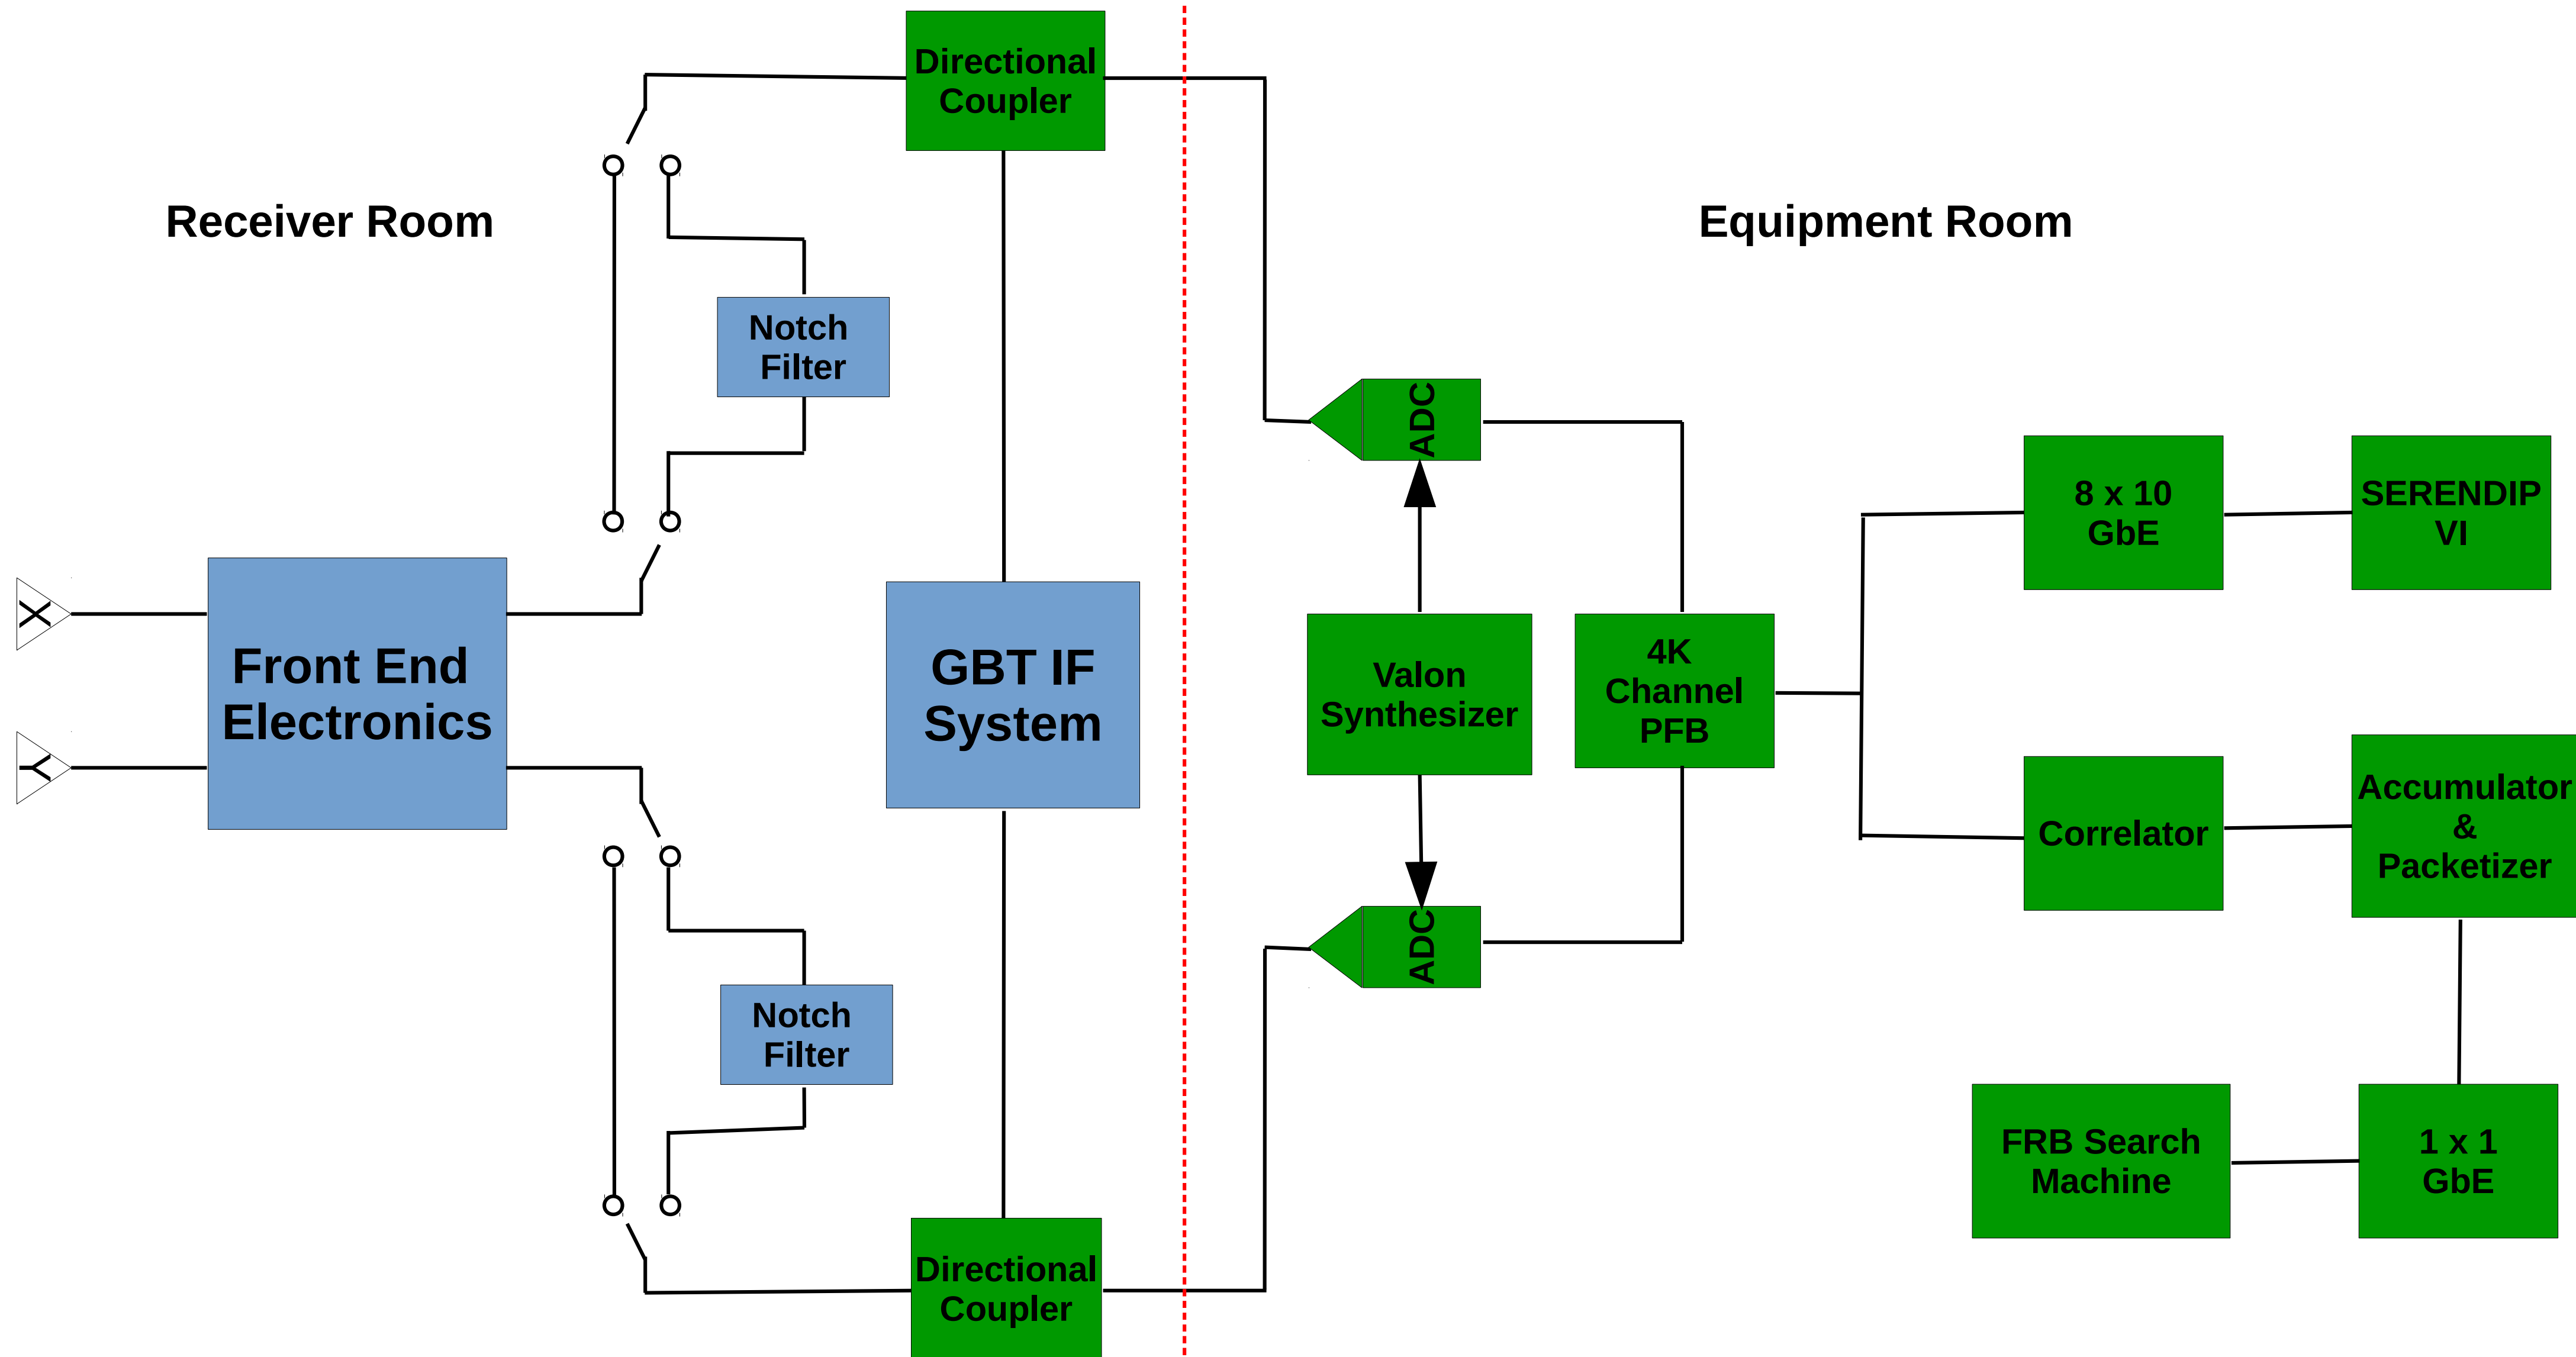 Directional
Coupler
Receiver Room
Equipment Room
Notch
Filter
ADC
8 x 10
GbE
SERENDIP
VI
X
Front End
Electronics
GBT IF
System
Valon
Synthesizer
4K
Channel
PFB
Y
Correlator
Accumulator
&
Packetizer
ADC
Notch
Filter
FRB Search
Machine
1 x 1
GbE
Directional
Coupler